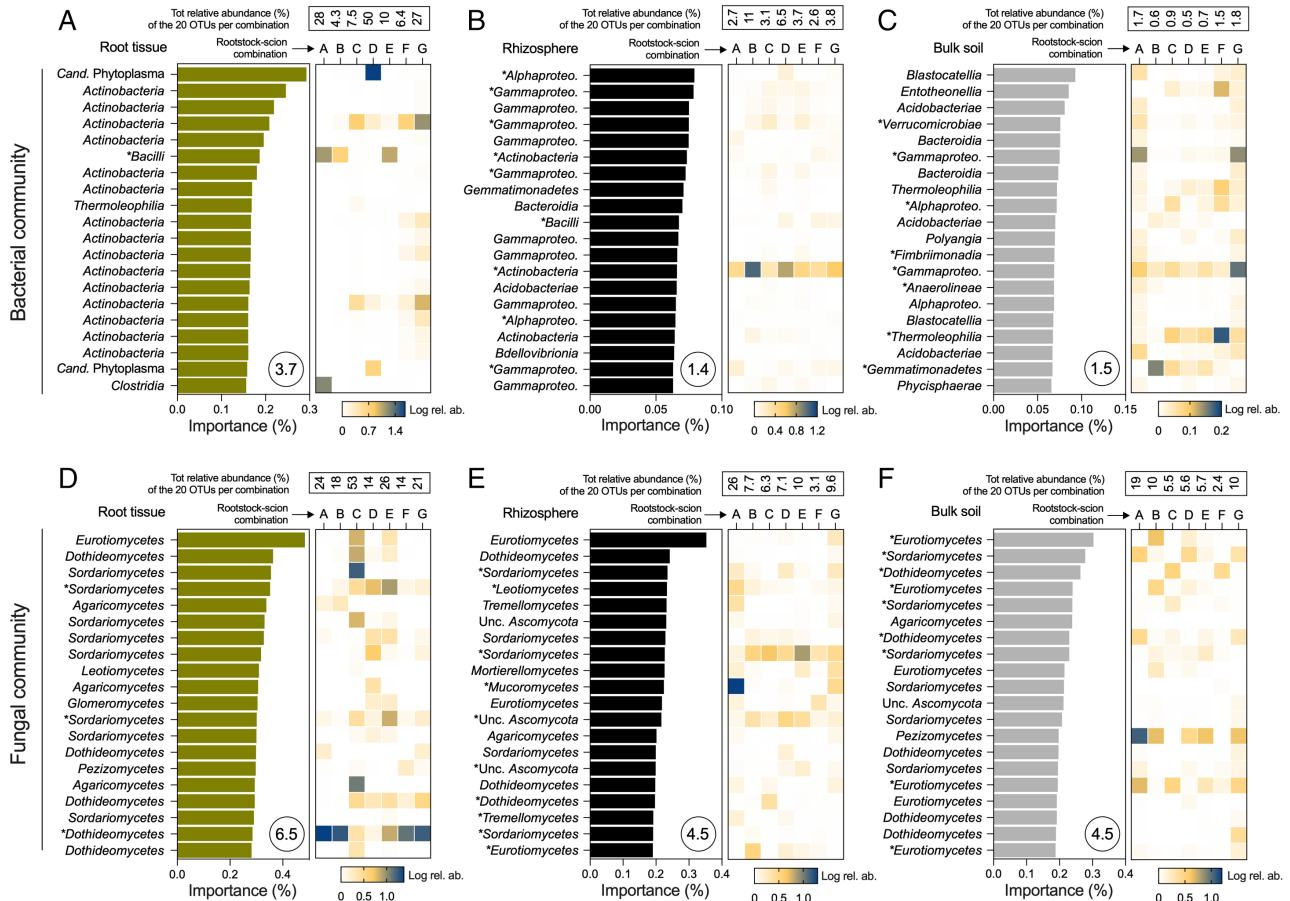 A
Tot relative abundance (%)
of the 20 OTUs per combination
28 4.3 7.5 50 10 6.4 27
Root tissue
Rootstock-scion
combination
A B C D E F G
Bacterial community
Cand. Phytoplasma
Actinobacteria
Actinobacteria
Actinobacteria
Actinobacteria
*Bacilli
Actinobacteria
Actinobacteria
Thermoleophilia
Actinobacteria
Actinobacteria
Actinobacteria
Actinobacteria
Actinobacteria
Actinobacteria
Actinobacteria
Actinobacteria
Actinobacteria
Cand. Phytoplasma
Clostridia
3.7
0.0 0.1 0.2 0.3
Importance (%)
Log rel. ab.
0 0.7 1.4
B
Tot relative abundance (%)
of the 20 OTUs per combination
2.7 11 3.1 6.5 3.7 2.6 3.8
Rhizosphere
Rootstock-scion
combination
A B C D E F G
*Alphaproteo.
*Gammaproteo.
Gammaproteo.
*Gammaproteo.
Gammaproteo.
*Actinobacteria
*Gammaproteo.
Gemmatimonadetes
Bacteroidia
*Bacilli
Gammaproteo.
Gammaproteo.
*Actinobacteria
Acidobacteriae
Gammaproteo.
*Alphaproteo.
Actinobacteria
Bdellovibrionia
*Gammaproteo.
Gammaproteo.
1.4
0.00 0.05 0.10
Importance (%)
Log rel. ab.
0 0.4 0.8 1.2
C
Tot relative abundance (%)
of the 20 OTUs per combination
1.7 0.6 0.9 0.5 0.7 1.5 1.8
Bulk soil
Rootstock-scion
combination
A B C D E F G
Blastocatellia
Entotheonellia
Acidobacteriae
*Verrucomicrobiae
Bacteroidia
*Gammaproteo.
Bacteroidia
Thermoleophilia
*Alphaproteo.
Acidobacteriae
Polyangia
*Fimbriimonadia
*Gammaproteo.
*Anaerolineae
Alphaproteo.
Blastocatellia
*Thermoleophilia
Acidobacteriae
*Gemmatimonadetes
Phycisphaerae
1.5
0.00 0.05 0.10 0.15
Importance (%)
Log rel. ab.
0 0.1 0.2
D
Tot relative abundance (%)
of the 20 OTUs per combination
24 18 53 14 26 14 21
Root tissue
Rootstock-scion
combination
A B C D E F G
Fungal community
Eurotiomycetes
Dothideomycetes
Sordariomycetes
*Sordariomycetes
Agaricomycetes
Sordariomycetes
Sordariomycetes
Sordariomycetes
Leotiomycetes
Agaricomycetes
Glomeromycetes
*Sordariomycetes
Sordariomycetes
Dothideomycetes
Pezizomycetes
Agaricomycetes
Dothideomycetes
Sordariomycetes
*Dothideomycetes
Dothideomycetes
6.5
0.0 0.2 0.4
Importance (%)
Log rel. ab.
0 0.5 1.0
E
Tot relative abundance (%)
of the 20 OTUs per combination
26 7.7 6.3 7.1 10 3.1 9.6
Rhizosphere
Rootstock-scion
combination
A B C D E F G
Eurotiomycetes
Dothideomycetes
*Sordariomycetes
*Leotiomycetes
Tremellomycetes
Unc. Ascomycota
Sordariomycetes
*Sordariomycetes
Mortierellomycetes
*Mucoromycetes
Eurotiomycetes
*Unc. Ascomycota
Agaricomycetes
Sordariomycetes
*Unc. Ascomycota
Dothideomycetes
*Dothideomycetes
*Tremellomycetes
*Sordariomycetes
*Eurotiomycetes
4.5
0.0 0.1 0.2 0.3 0.4
Importance (%)
Log rel. ab.
0 0.5 1.0
F
Tot relative abundance (%)
of the 20 OTUs per combination
19 10 5.5 5.6 5.7 2.4 10
Bulk soil
Rootstock-scion
combination
A B C D E F G
*Eurotiomycetes
*Sordariomycetes
*Dothideomycetes
*Eurotiomycetes
*Sordariomycetes
Agaricomycetes
*Dothideomycetes
*Sordariomycetes
Eurotiomycetes
Sordariomycetes
Unc. Ascomycota
Sordariomycetes
Pezizomycetes
Dothideomycetes
Sordariomycetes
*Eurotiomycetes
Eurotiomycetes
Dothideomycetes
Dothideomycetes
*Eurotiomycetes
4.5
0.0 0.1 0.2 0.3 0.4
Importance (%)
Log rel. ab.
0 0.5 1.0